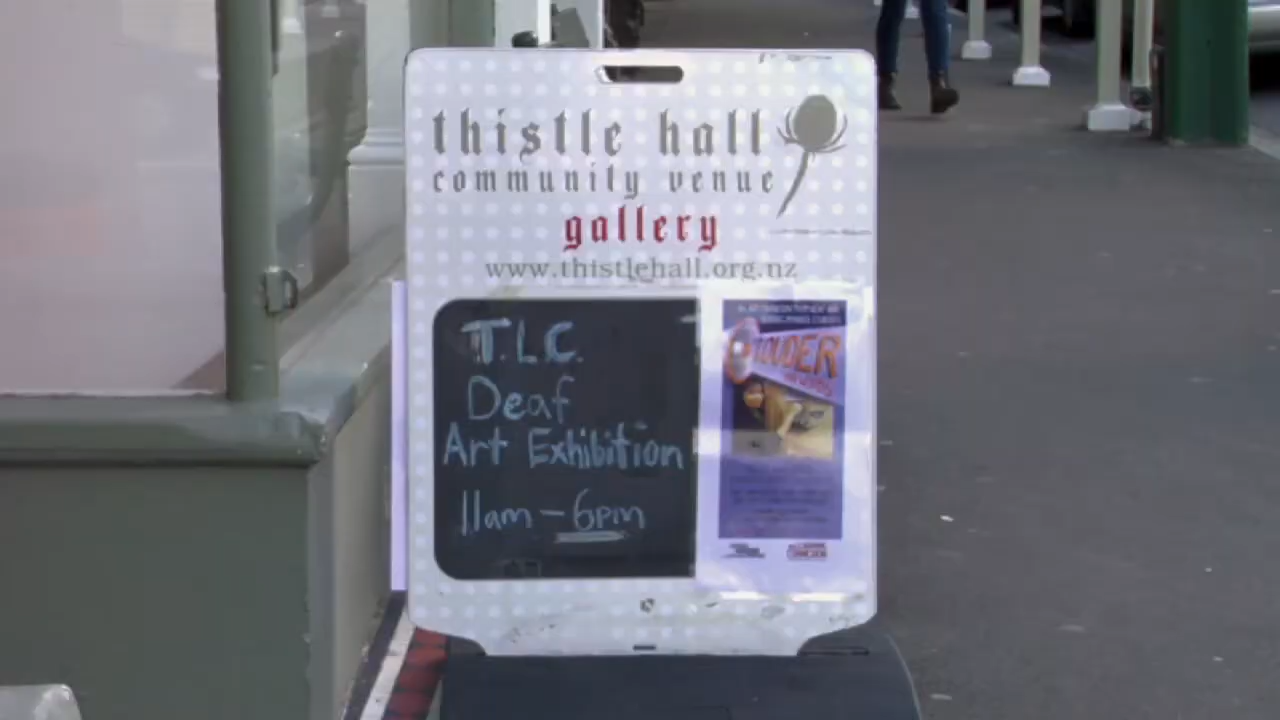 thistle hall
community venue
gallery
www.thistlehall.org.nz
T.L.C.
Deaf
Art Exhibition
11am - 6pm
LOUDER